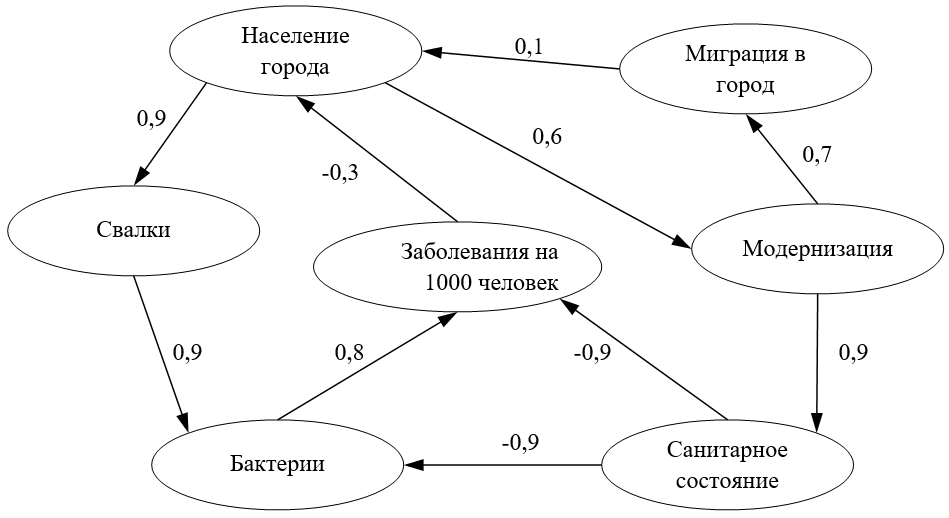 Население
города
Миграция в
город
0,1
0,9
0,6
0,7
-0,3
Свалки
Заболевания на
1000 человек
Модернизация
0,9
0,8
-0,9
0,9
Бактерии
-0,9
Санитарное
состояние